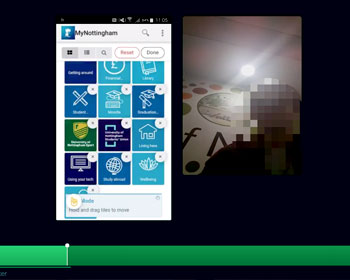 11:05
MyNottingham
Reset
Done
Getting around
Financial...
Library...
Student...
Moodle
Graduation...
University of
Nottingham Sport
University of
Nottingham
Students' Union
Living here
Using your faith
Study abroad
Wellbeing
Mode
Hold and drag tiles to move